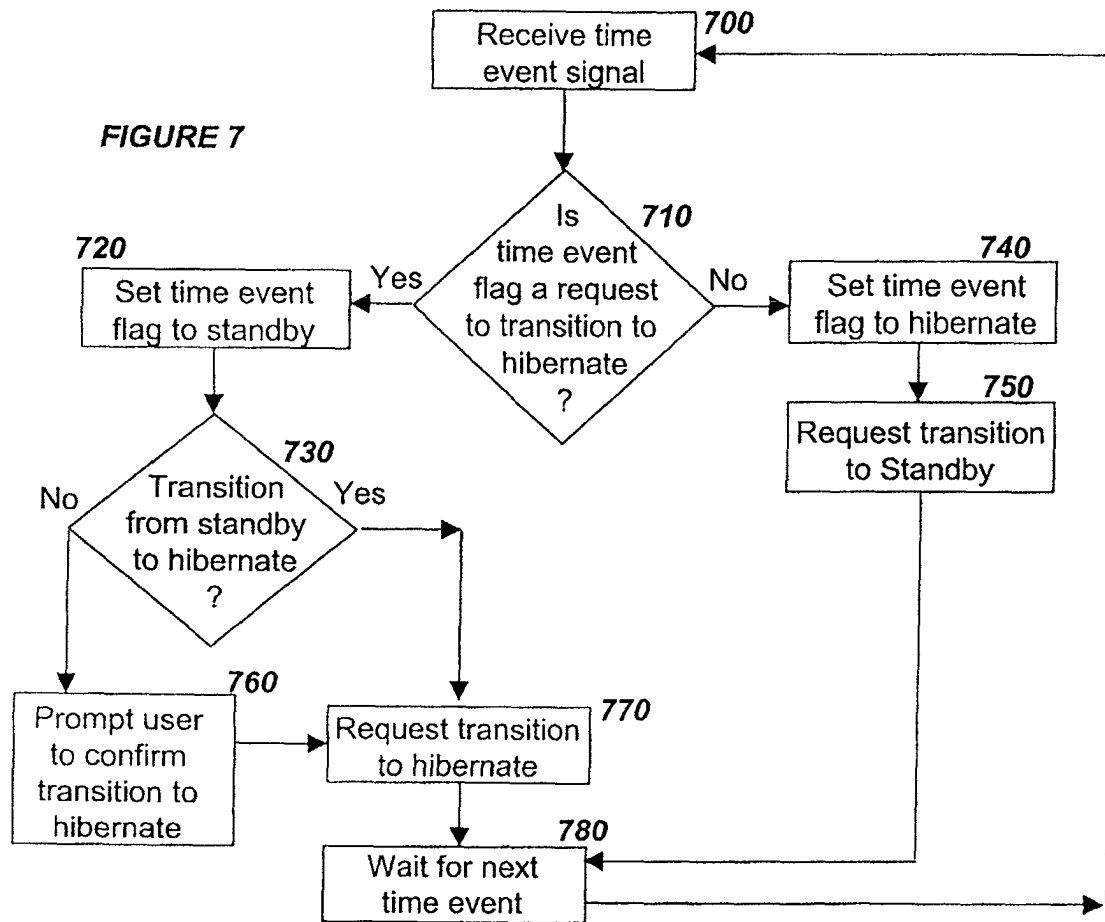 700
Receive time
event signal
FIGURE 7
710
Is
time event
flag a request
to transition to
hibernate
?
Yes
No
720
Set time event
flag to standby
740
Set time event
flag to hibernate
750
Request transition
to Standby
730
Transition
from standby
to hibernate
?
No
Yes
760
Prompt user
to confirm
transition to
hibernate
770
Request transition
to hibernate
780
Wait for next
time event